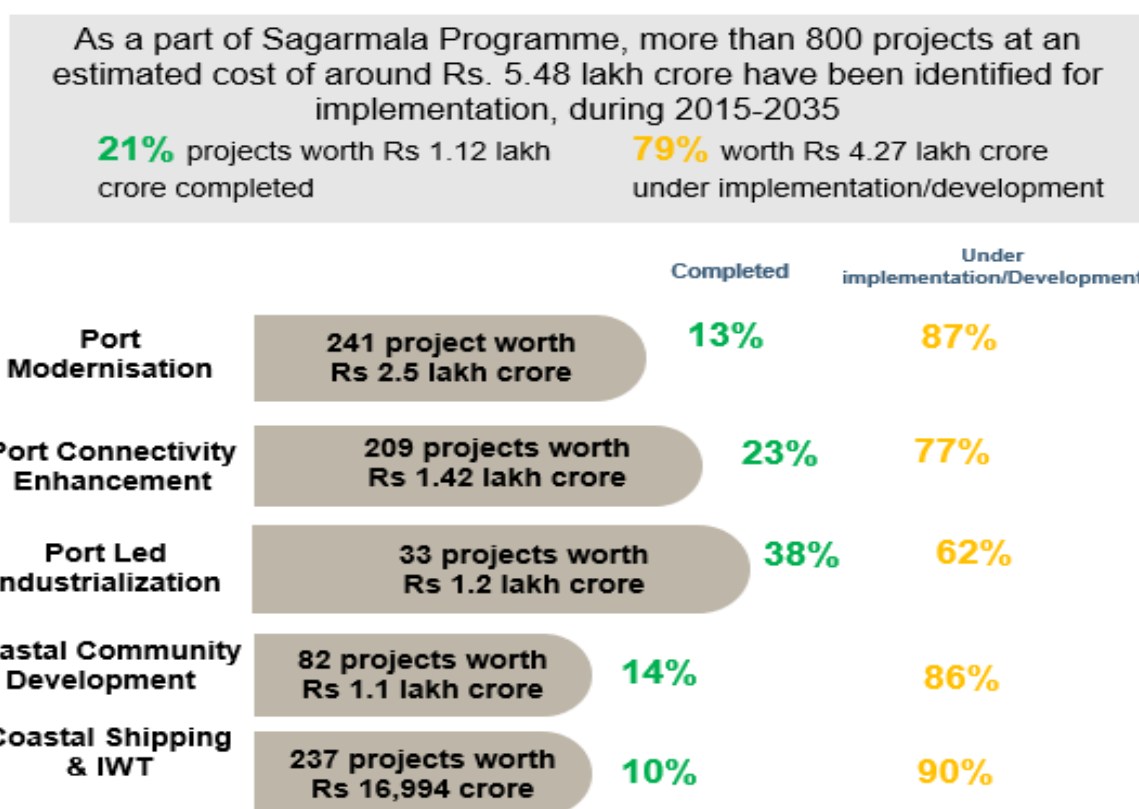 As a part of Sagarmala Programme, more than 800 projects at an
estimated cost of around Rs. 5.48 lakh crore have been identified for
implementation, during 2015-2035
21% projects worth Rs 1.12 lakh
crore completed
79% worth Rs 4.27 lakh crore
under implementation/development
Completed
Under
implementation/Development
Port
Modernisation
241 project worth
Rs 2.5 lakh crore
13%
87%
Port Connectivity
Enhancement
209 projects worth
Rs 1.42 lakh crore
23%
77%
Port Led
ndustrialization
33 projects worth
Rs 1.2 lakh crore
38%
62%
astal Community
Development
82 projects worth
Rs 1.1 lakh crore
14%
86%
Coastal Shipping
& IWT
237 projects worth
Rs 16,994 crore
10%
90%